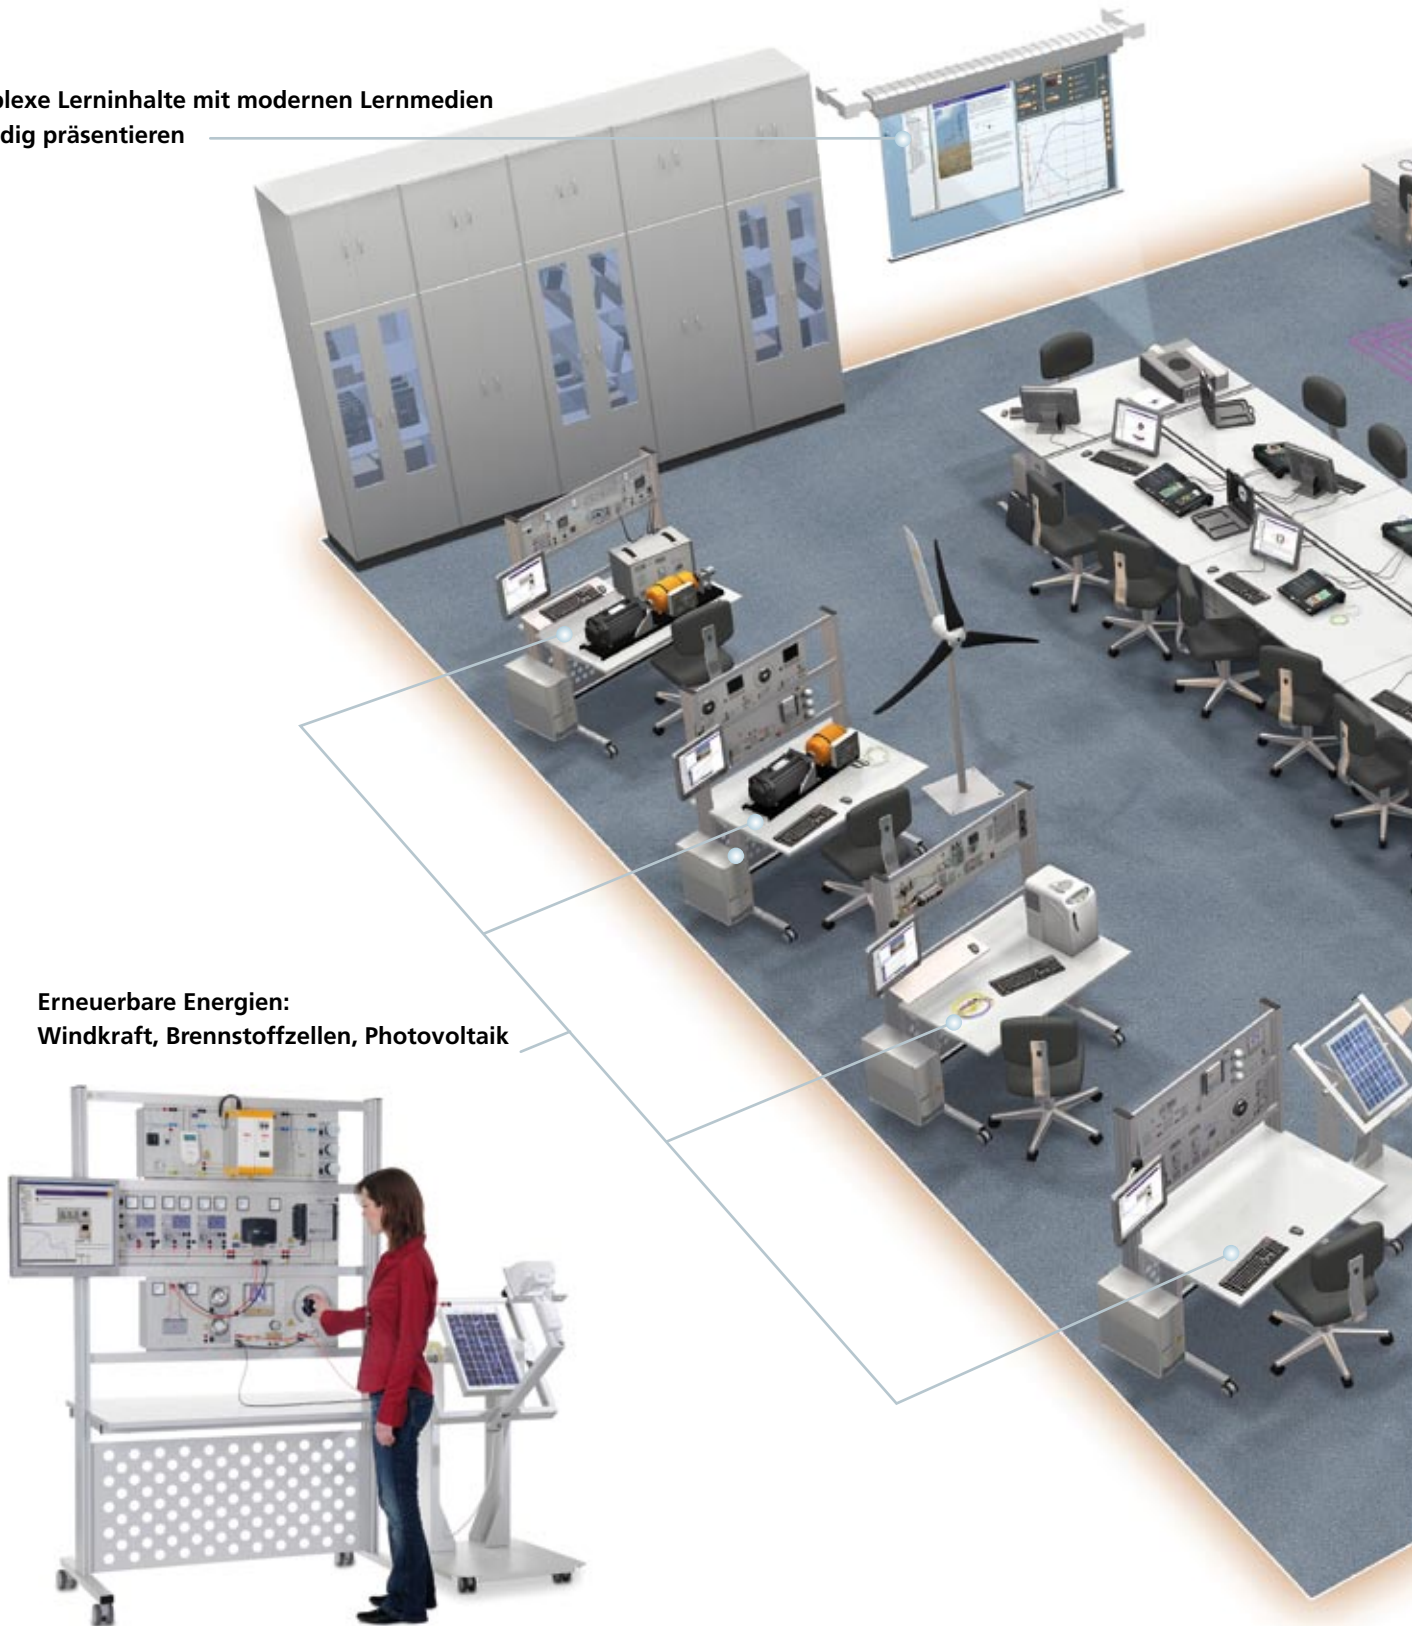 plexe Lerninhalte mit modernen Lernmedien
dig präsentieren
Erneuerbare Energien:
Windkraft, Brennstoffzellen, Photovoltaik